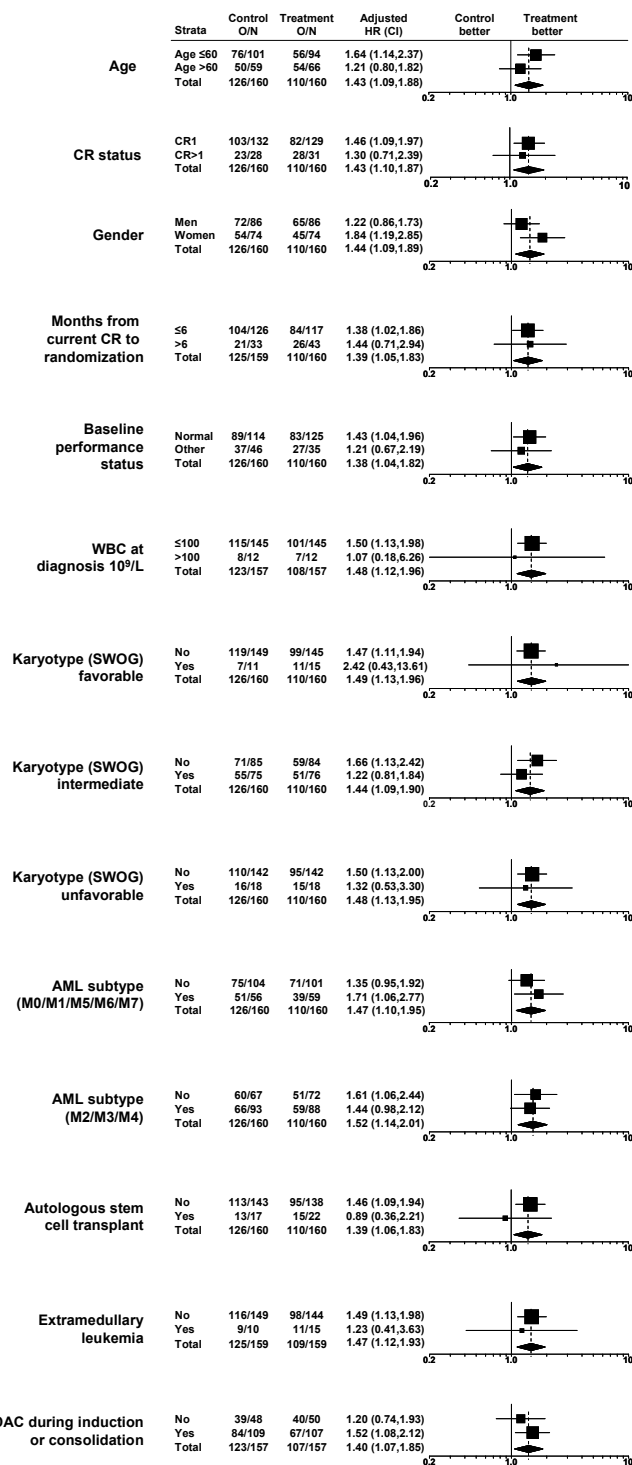 Strata Control O/N Treatment O/N Adjusted HR (CI) Control better Treatment better
Age
Age ≤60 76/101 56/94 1.64 (1.14,2.37)
Age >60 50/59 54/66 1.21 (0.80,1.82)
Total 126/160 110/160 1.43 (1.09,1.88)
0.2 1.0 10
CR status
CR1 103/132 82/129 1.46 (1.09,1.97)
CR>1 23/28 28/31 1.30 (0.71,2.39)
Total 126/160 110/160 1.43 (1.10,1.87)
0.2 1.0 10
Gender
Men 72/86 65/86 1.22 (0.86,1.73)
Women 54/74 45/74 1.84 (1.19,2.85)
Total 126/160 110/160 1.44 (1.09,1.89)
0.2 1.0 10
Months from
current CR to
randomization
≤6 104/126 84/117 1.38 (1.02,1.86)
>6 21/33 26/43 1.44 (0.71,2.94)
Total 125/159 110/160 1.39 (1.05,1.83)
0.2 1.0 10
Baseline
performance
status
Normal 89/114 83/125 1.43 (1.04,1.96)
Other 37/46 27/35 1.21 (0.67,2.19)
Total 126/160 110/160 1.38 (1.04,1.82)
0.2 1.0 10
WBC at
diagnosis 10⁹/L
≤100 115/145 101/145 1.50 (1.13,1.98)
>100 8/12 7/12 1.07 (0.18,6.26)
Total 123/157 108/157 1.48 (1.12,1.96)
0.2 1.0 10
Karyotype (SWOG)
favorable
No 119/149 99/145 1.47 (1.11,1.94)
Yes 7/11 11/15 2.42 (0.43,13.61)
Total 126/160 110/160 1.49 (1.13,1.96)
0.2 1.0 10
Karyotype (SWOG)
intermediate
No 71/85 59/84 1.66 (1.13,2.42)
Yes 55/75 51/76 1.22 (0.81,1.84)
Total 126/160 110/160 1.44 (1.09,1.90)
0.2 1.0 10
Karyotype (SWOG)
unfavorable
No 110/142 95/142 1.50 (1.13,2.00)
Yes 16/18 15/18 1.32 (0.53,3.30)
Total 126/160 110/160 1.48 (1.13,1.95)
0.2 1.0 10
AML subtype
(M0/M1/M5/M6/M7)
No 75/104 71/101 1.35 (0.95,1.92)
Yes 51/56 39/59 1.71 (1.06,2.77)
Total 126/160 110/160 1.47 (1.10,1.95)
0.2 1.0 10
AML subtype
(M2/M3/M4)
No 60/67 51/72 1.61 (1.06,2.44)
Yes 66/93 59/88 1.44 (0.98,2.12)
Total 126/160 110/160 1.52 (1.14,2.01)
0.2 1.0 10
Autologous stem
cell transplant
No 113/143 95/138 1.46 (1.09,1.94)
Yes 13/17 15/22 0.89 (0.36,2.21)
Total 126/160 110/160 1.39 (1.06,1.83)
0.2 1.0 10
Extramedullary
leukemia
No 116/149 98/144 1.49 (1.13,1.98)
Yes 9/10 11/15 1.23 (0.41,3.63)
Total 125/159 109/159 1.47 (1.12,1.93)
0.2 1.0 10
DAC during induction
or consolidation
No 39/48 40/50 1.20 (0.74,1.93)
Yes 84/109 67/107 1.52 (1.08,2.12)
Total 123/157 107/157 1.40 (1.07,1.85)